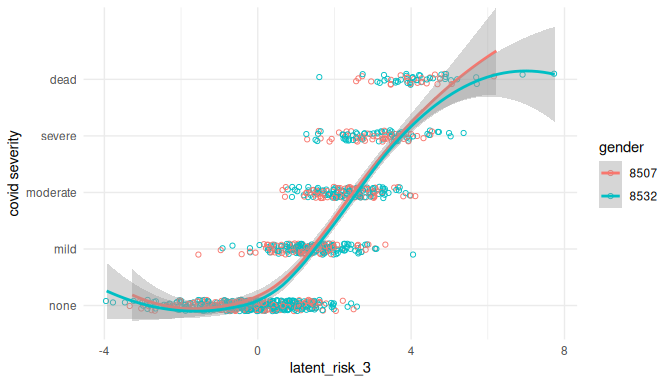 dead
severe
moderate
mild
none
covid severity
-4
0
4
8
latent_risk_3
gender
8507
8532